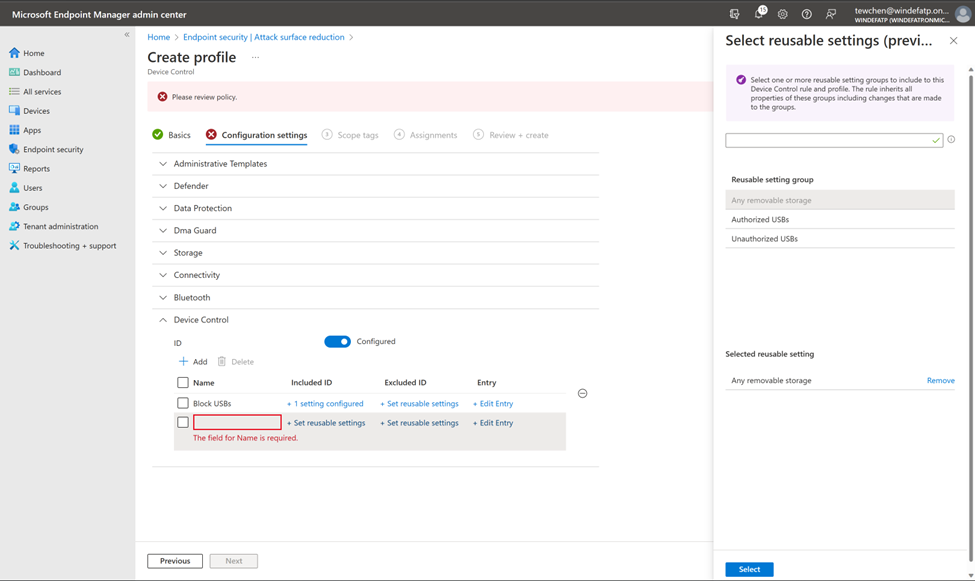 Microsoft Endpoint Manager admin center
15
tewchen@windefatp.on...
WINDEFATP (WINDEFATPONMIC...
«
Home
Dashboard
All services
Devices
Apps
Endpoint security
Reports
Users
Groups
Tenant administration
Troubleshooting + support
Home > Endpoint security | Attack surface reduction >
Create profile ...
Device Control
Please review policy.
Basics
Configuration settings
3 Scope tags
4 Assignments
5 Review + create
Administrative Templates
Defender
Data Protection
Dma Guard
Storage
Connectivity
Bluetooth
Device Control
ID
Configured
+ Add
Delete
Name Included ID Excluded ID Entry
Block USBs + 1 setting configured + Set reusable settings + Edit Entry
+ Set reusable settings + Set reusable settings + Edit Entry
The field for Name is required.
Previous
Next
Select reusable settings (previ...
Select one or more reusable setting groups to include to this
Device Control rule and profile. The rule inherits all
properties of these groups including changes that are made
to the groups.
Reusable setting group
Any removable storage
Authorized USBs
Unauthorized USBs
Selected reusable setting
Any removable storage Remove
Select